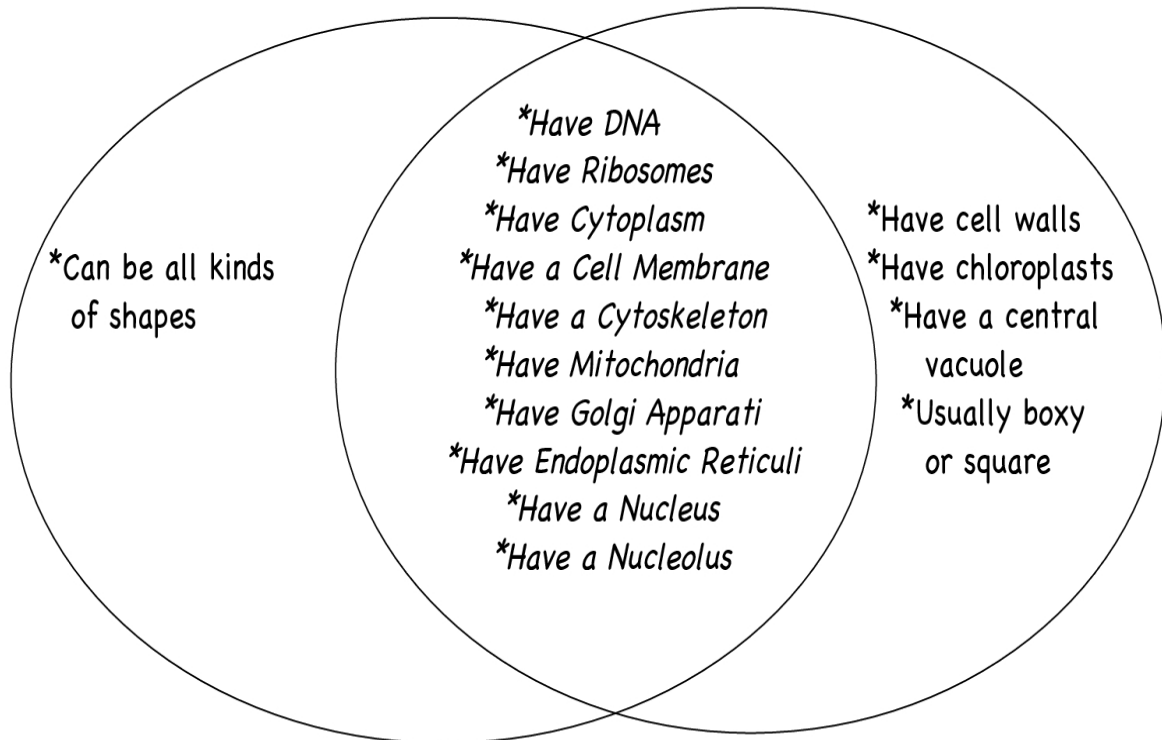 *Can be all kinds
of shapes
*Have DNA
*Have Ribosomes
*Have Cytoplasm
*Have a Cell Membrane
*Have a Cytoskeleton
*Have Mitochondria
*Have Golgi Apparati
*Have Endoplasmic Reticuli
*Have a Nucleus
*Have a Nucleolus
*Have cell walls
*Have chloroplasts
*Have a central
vacuole
*Usually boxy
or square